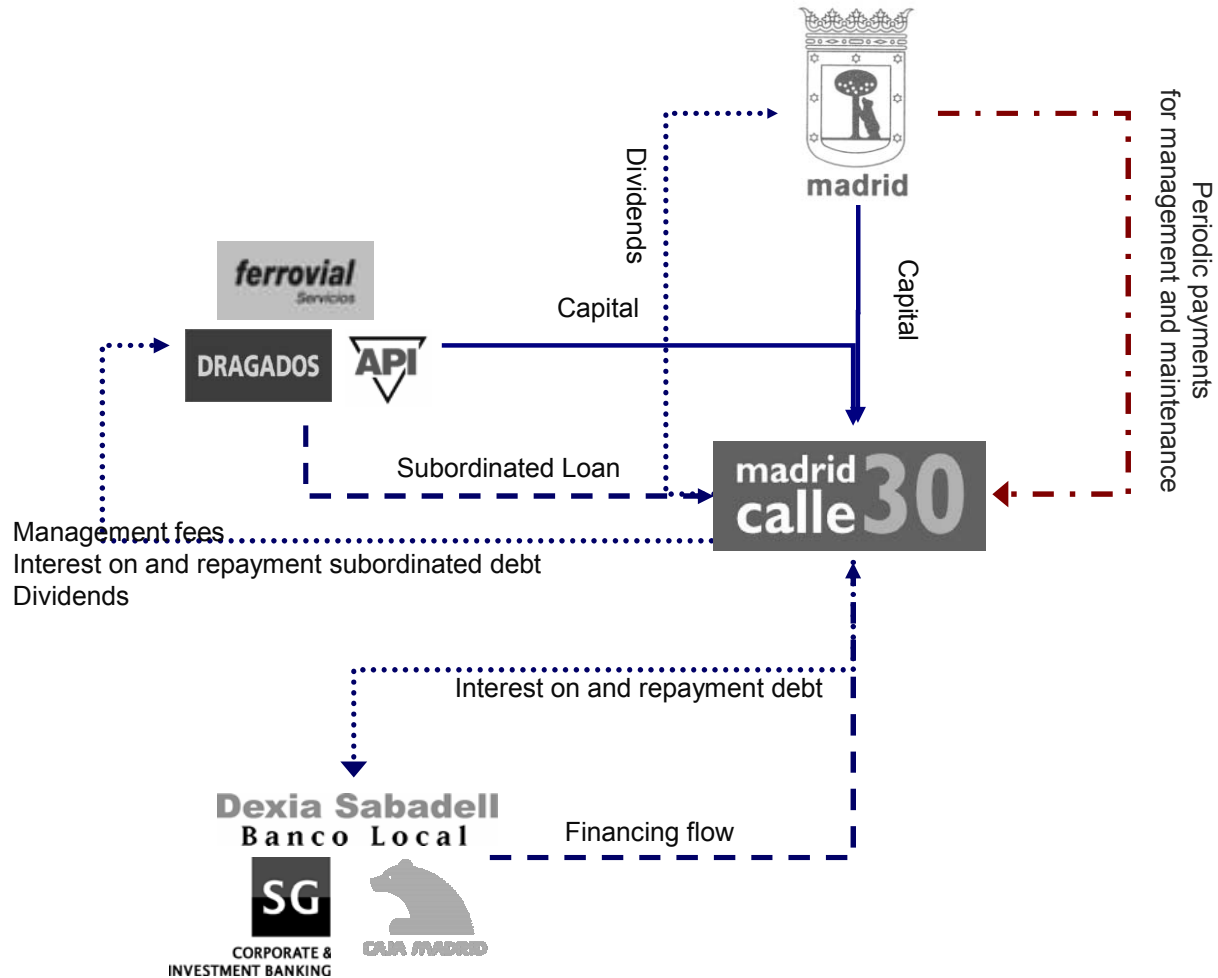 madrid
Periodic payments
for management and maintenance
Dividends
Capital
ferrovial
Servicios
Capital
DRAGADOS
API
Subordinated Loan
madrid
calle 30
Management fees
Interest on and repayment subordinated debt
Dividends
Interest on and repayment debt
Dexia Sabadell
Banco Local
Financing flow
SG
CAJA MADRID
CORPORATE &
INVESTMENT BANKING